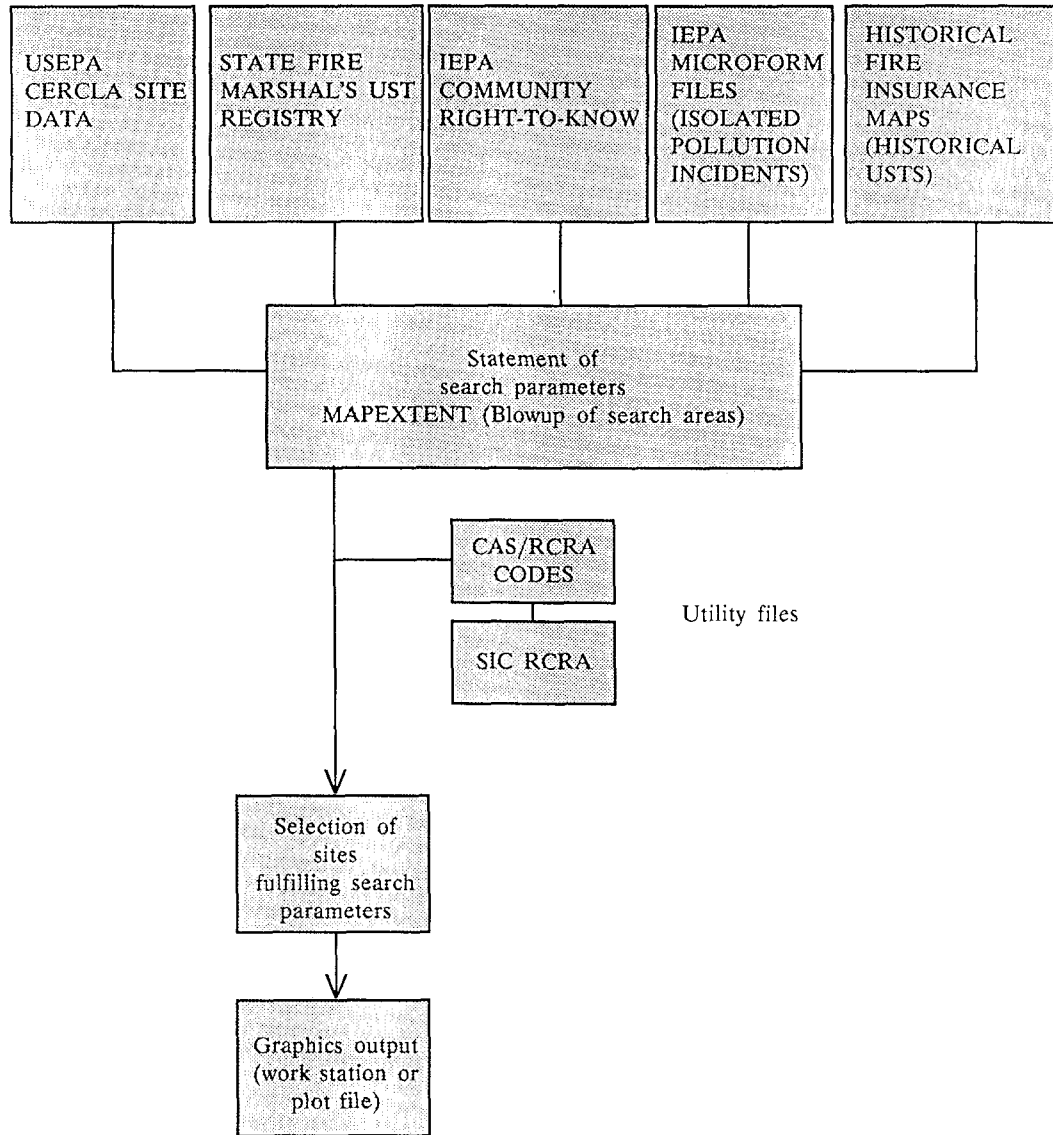 USEPA
CERCLA SITE
DATA
STATE FIRE
MARSHAL'S UST
REGISTRY
IEPA
COMMUNITY
RIGHT-TO-KNOW
IEPA
MICROFORM
FILES
(ISOLATED
POLLUTION
INCIDENTS)
HISTORICAL
FIRE
INSURANCE
MAPS
(HISTORICAL
USTS)
Statement of
search parameters
MAPEXTENT (Blowup of search areas)
CAS/RCRA
CODES
Utility files
SIC RCRA
Selection of
sites
fulfilling search
parameters
Graphics output
(work station or
plot file)